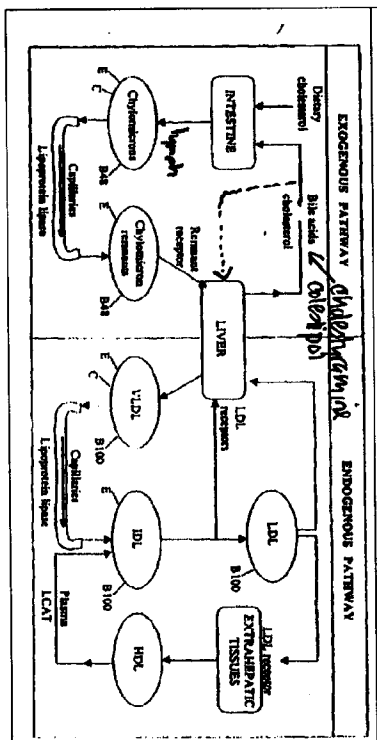 EXOGENOUS PATHWAY
ENDOGENOUS PATHWAY
Dietary
cholesterol
Bile acids
+
cholesterol
cholestyramine
Colestipol
INTESTINE
lymph
LIVER
LDL
B100
LDL receptor
EXTRAHEPATIC
TISSUES
Remnant
receptors
LDL
receptors
Chylomicrons
E
C
B48
Chylomicron
remnants
E
B48
VLDL
E
C
B100
IDL
E
B100
HDL
Capillaries
Lipoprotein lipase
Capillaries
Lipoprotein lipase
Plasma
LCAT